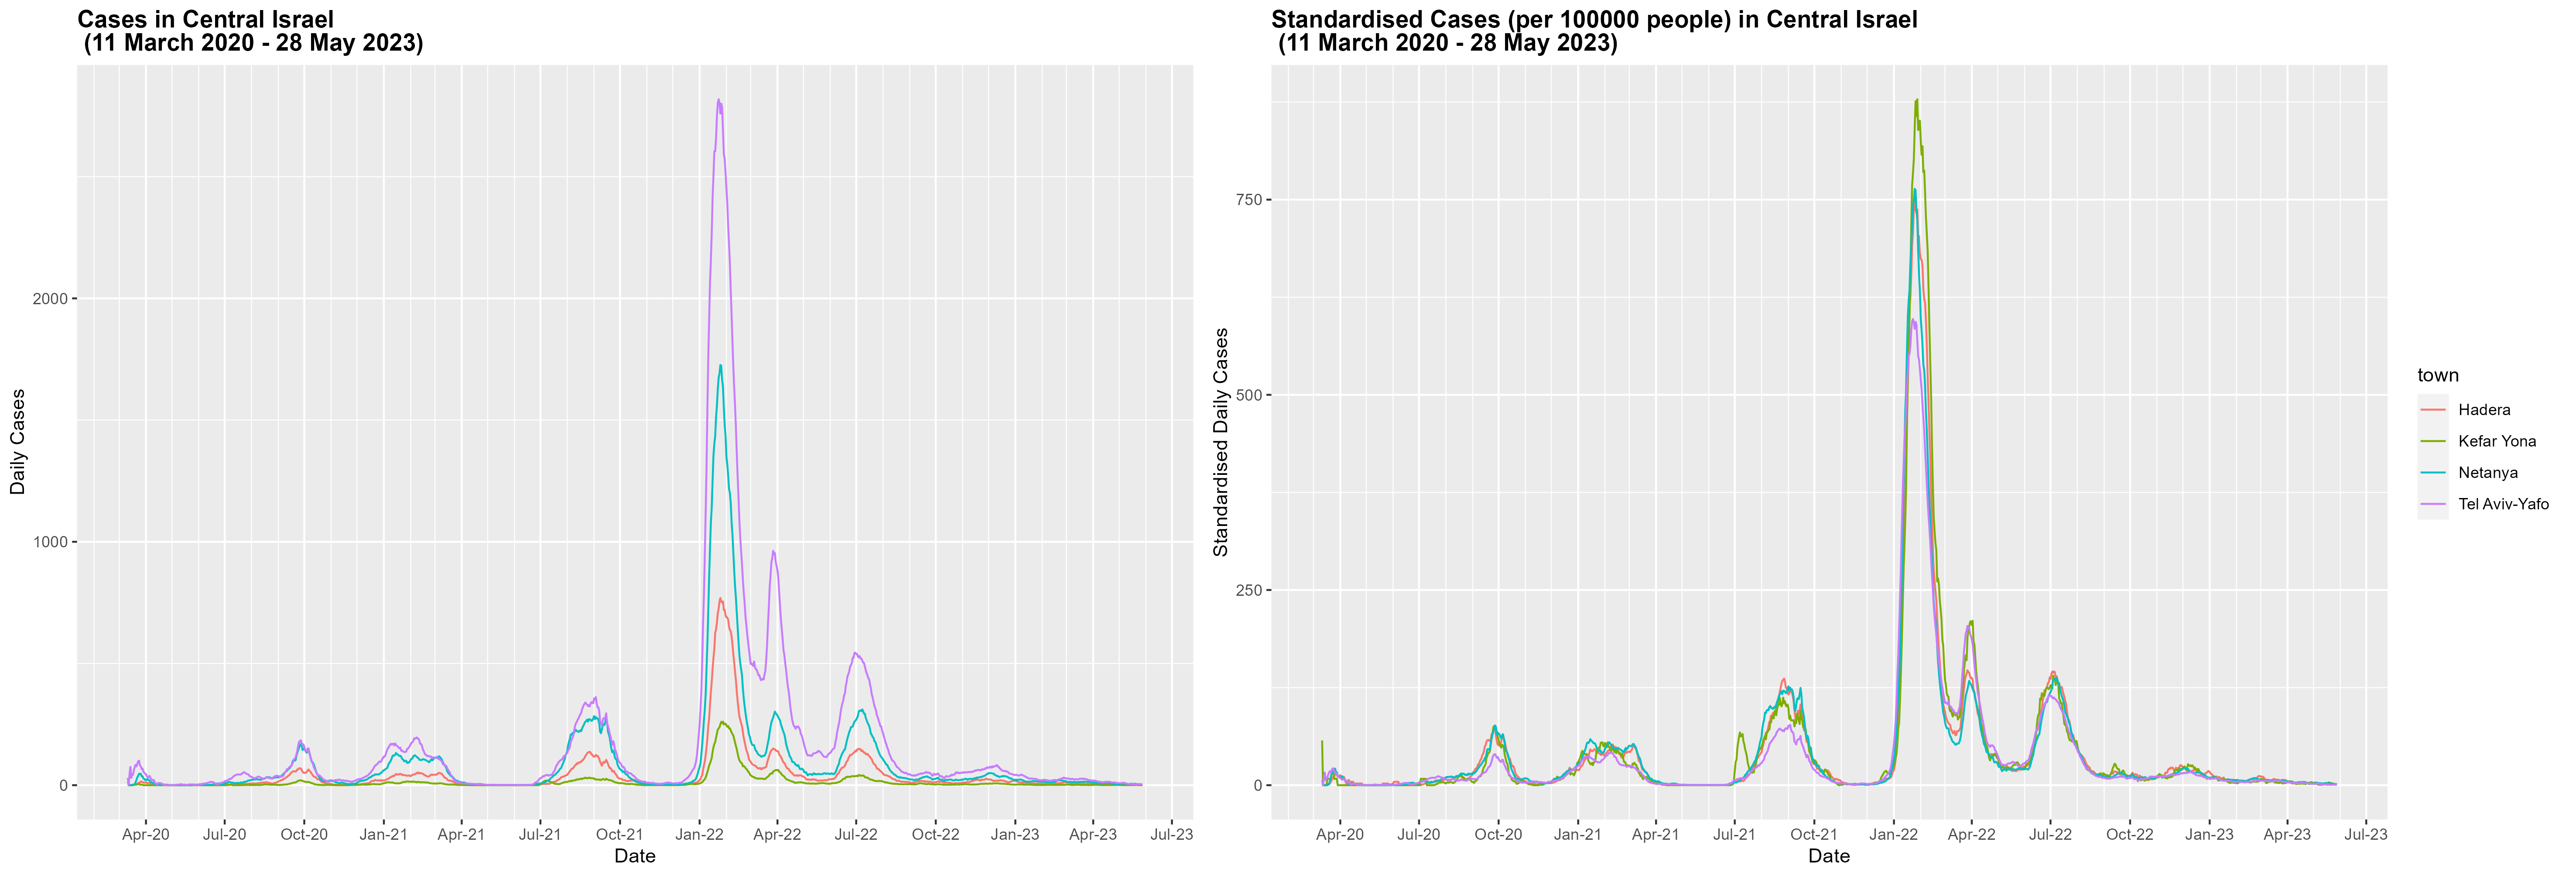 Cases in Central Israel
(11 March 2020 - 28 May 2023)
Daily Cases
2000
1000
0
Apr-20 Jul-20 Oct-20 Jan-21 Apr-21 Jul-21 Oct-21 Jan-22 Apr-22 Jul-22 Oct-22 Jan-23 Apr-23 Jul-23
Date
Standardised Cases (per 100000 people) in Central Israel
(11 March 2020 - 28 May 2023)
Standardised Daily Cases
750
500
250
0
Apr-20 Jul-20 Oct-20 Jan-21 Apr-21 Jul-21 Oct-21 Jan-22 Apr-22 Jul-22 Oct-22 Jan-23 Apr-23 Jul-23
Date
town
Hadera
Kefar Yona
Netanya
Tel Aviv-Yafo